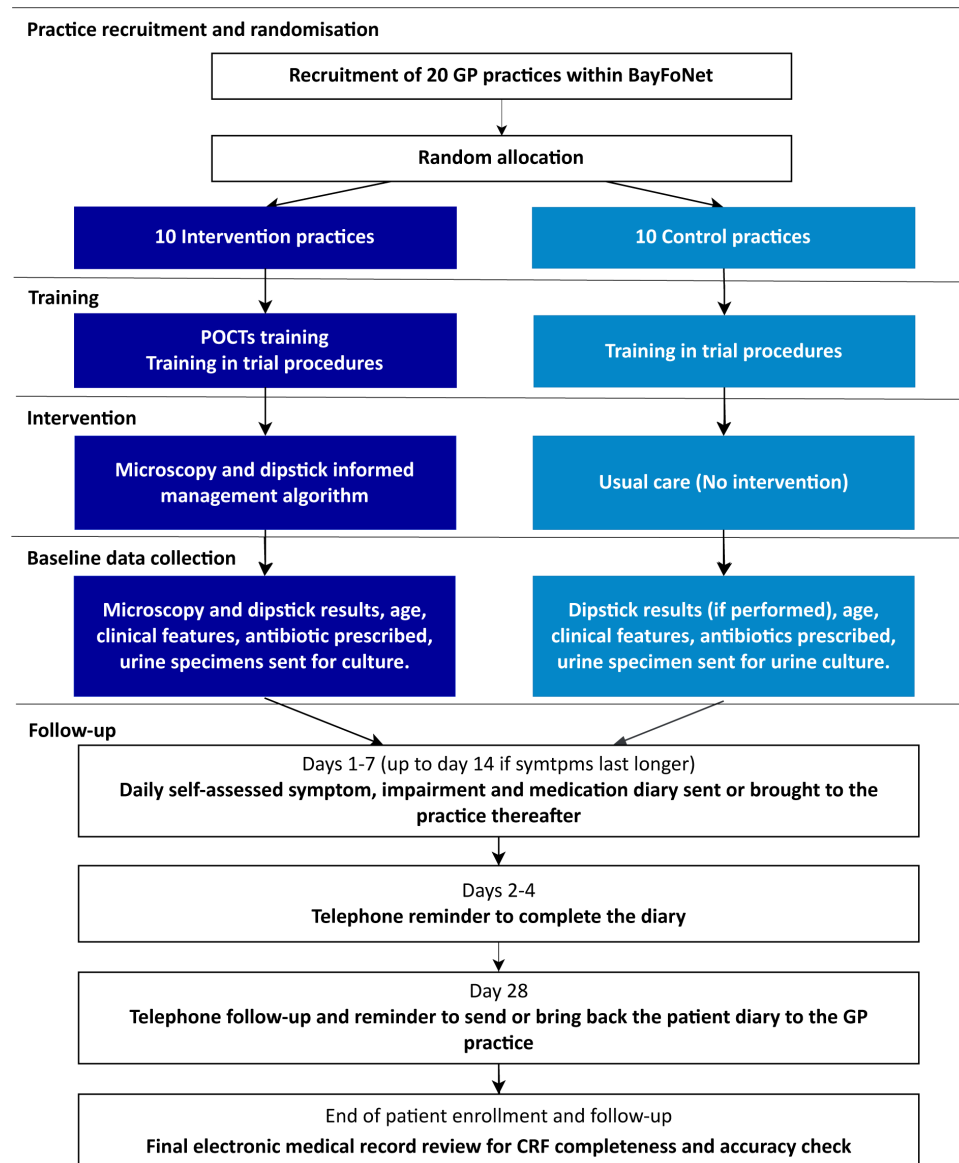 Practice recruitment and randomisation
Recruitment of 20 GP practices within BayFoNet
Random allocation
10 Intervention practices
10 Control practices
Training
POCTs training
Training in trial procedures
Training in trial procedures
Intervention
Microscopy and dipstick informed
management algorithm
Usual care (No intervention)
Baseline data collection
Microscopy and dipstick results, age,
clinical features, antibiotic prescribed,
urine specimens sent for culture.
Dipstick results (if performed), age,
clinical features, antibiotics prescribed,
urine specimen sent for urine culture.
Follow-up
Days 1-7 (up to day 14 if symtpms last longer)
Daily self-assessed symptom, impairment and medication diary sent or brought to the
practice thereafter
Days 2-4
Telephone reminder to complete the diary
Day 28
Telephone follow-up and reminder to send or bring back the patient diary to the GP
practice
End of patient enrollment and follow-up
Final electronic medical record review for CRF completeness and accuracy check